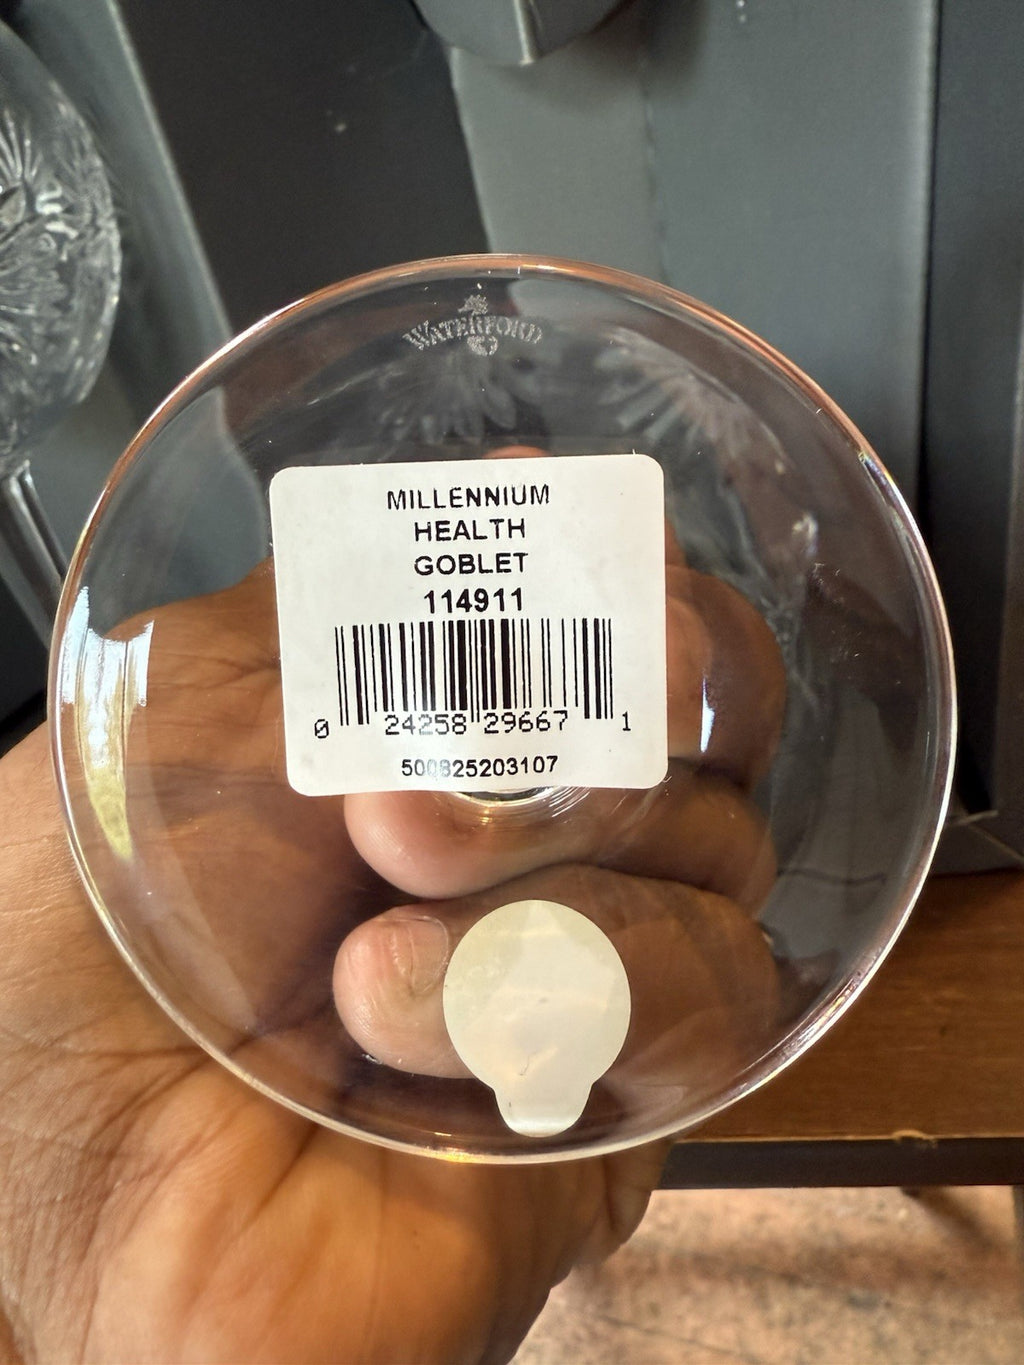 WATERFORD
MILLENNIUM
HEALTH
GOBLET
114911
0 24258 29667 1
500825203107